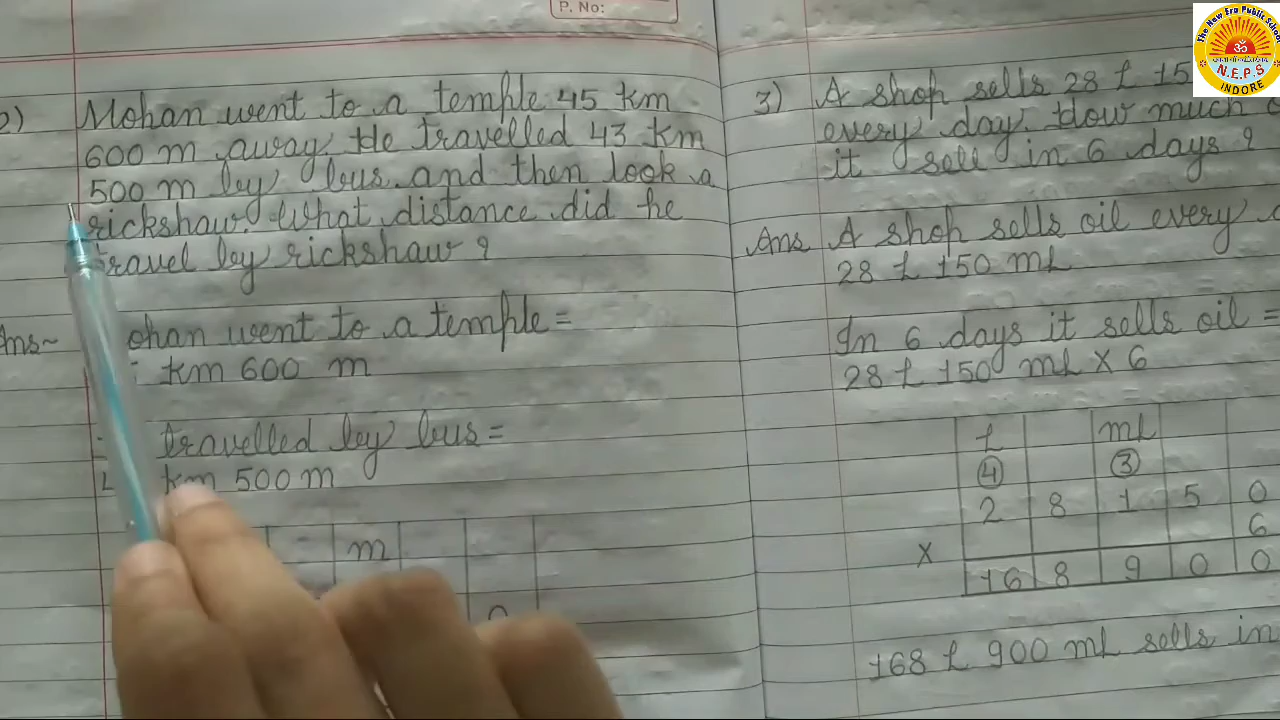 P. No:
2) Mohan went to a temple 45 km
600 m away. He travelled 43 km
500 m by bus and then look a
rickshaw. What distance did he
travel by rickshaw ?
Ans~ ohan went to a temple =
km 600 m
travelled by bus =
km 500 m
m
3) A shop sells 28 L 15
every day. How much
it sell in 6 days ?
Ans A shop sells oil every
28 L 150 mL
In 6 days it sells oil =
28 L 150 mL X 6
L mL
4 3
2 8 1 5 0
X 6
16 8 9 0 0
168 L 900 mL sells in
The New Era Public School
N.E.P.S
INDORE